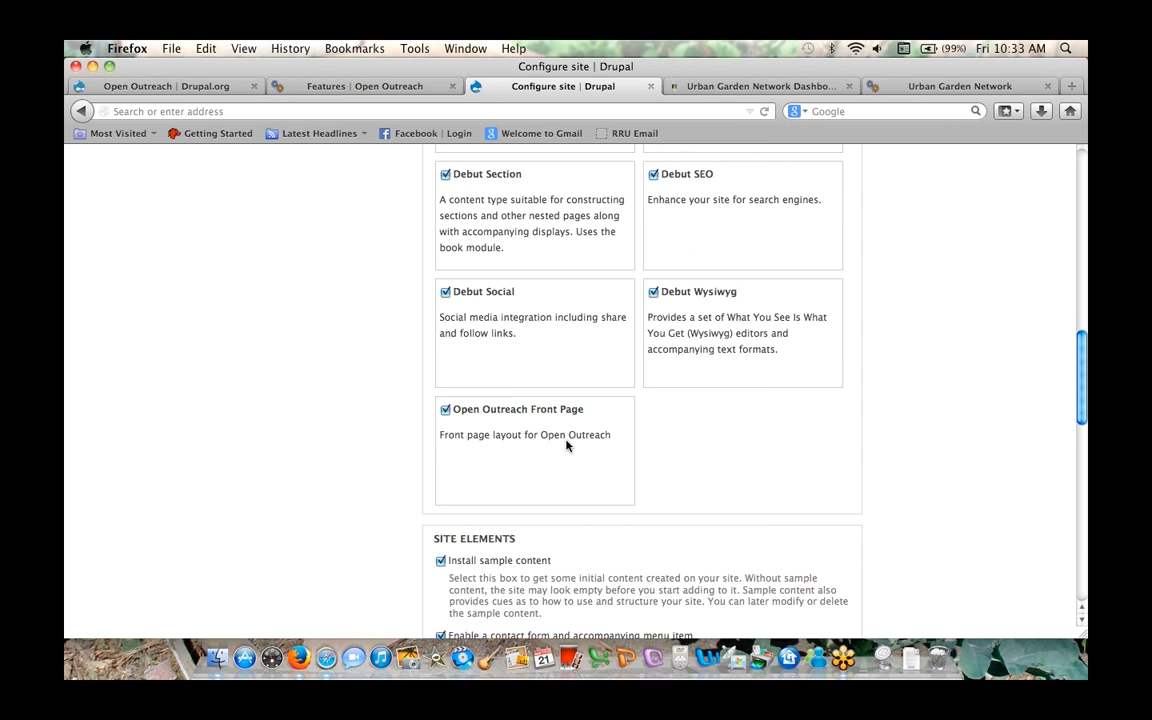 Firefox File Edit View History Bookmarks Tools Window Help (99%) Fri 10:33 AM
Configure site | Drupal
Open Outreach | Drupal.org Features | Open Outreach Configure site | Drupal Urban Garden Network Dashbo... Urban Garden Network
Search or enter address Google
Most Visited Getting Started Latest Headlines Facebook | Login Welcome to Gmail RRU Email
Debut Section
A content type suitable for constructing
sections and other nested pages along
with accompanying displays. Uses the
book module.
Debut SEO
Enhance your site for search engines.
Debut Social
Social media integration including share
and follow links.
Debut Wysiwyg
Provides a set of What You See Is What
You Get (Wysiwyg) editors and
accompanying text formats.
Open Outreach Front Page
Front page layout for Open Outreach
SITE ELEMENTS
Install sample content
Select this box to get some initial content created on your site. Without sample
content, the site may look empty before you start adding to it. Sample content also
provides cues as to how to use and structure your site. You can later modify or delete
the sample content.
Enable a contact form and accompanying menu item
21